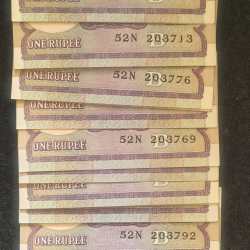 ONE RUPEE 52N 203713
ONE RUPEE 52N 203776
ONE RUPEE
ONE RUPEE 52N 203769
ONE RUPEE
ONE RUPEE 52N 203792